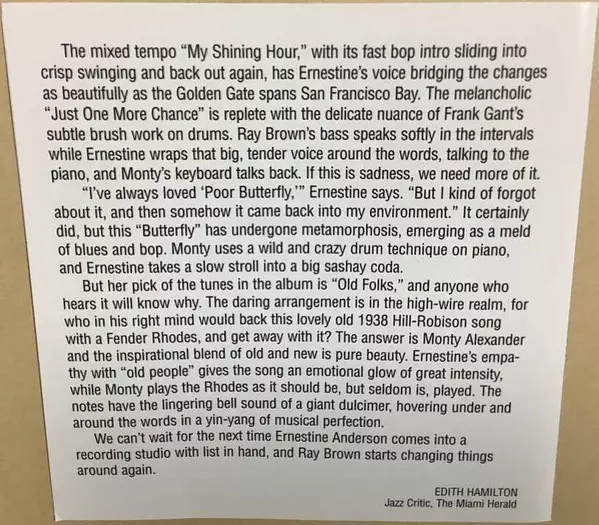 The mixed tempo “My Shining Hour,” with its fast bop intro sliding into
crisp swinging and back out again, has Ernestine’s voice bridging the changes
as beautifully as the Golden Gate spans San Francisco Bay. The melancholic
“Just One More Chance” is replete with the delicate nuance of Frank Gant’s
subtle brush work on drums. Ray Brown’s bass speaks softly in the intervals
while Ernestine wraps that big, tender voice around the words, talking to the
piano, and Monty’s keyboard talks back. If this is sadness, we need more of it.
“I’ve always loved ‘Poor Butterfly,’” Ernestine says. “But I kind of forgot
about it, and then somehow it came back into my environment.” It certainly
did, but this “Butterfly” has undergone metamorphosis, emerging as a meld
of blues and bop. Monty uses a wild and crazy drum technique on piano,
and Ernestine takes a slow stroll into a big sashay coda.
But her pick of the tunes in the album is “Old Folks,” and anyone who
hears it will know why. The daring arrangement is in the high-wire realm, for
who in his right mind would back this lovely old 1938 Hill-Robison song
with a Fender Rhodes, and get away with it? The answer is Monty Alexander
and the inspirational blend of old and new is pure beauty. Ernestine’s empa-
thy with “old people” gives the song an emotional glow of great intensity,
while Monty plays the Rhodes as it should be, but seldom is, played. The
notes have the lingering bell sound of a giant dulcimer, hovering under and
around the words in a yin-yang of musical perfection.
We can’t wait for the next time Ernestine Anderson comes into a
recording studio with list in hand, and Ray Brown starts changing things
around again.
EDITH HAMILTON
Jazz Critic, The Miami Herald